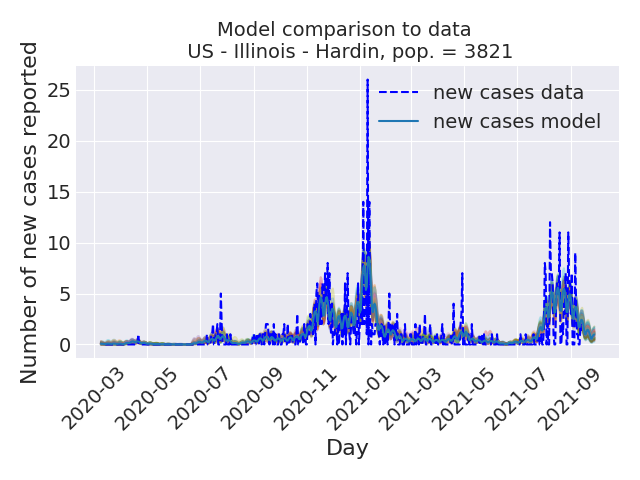 Model comparison to data
US - Illinois - Hardin, pop. = 3821
Number of new cases reported
25
20
15
10
5
0
new cases data
new cases model
2020-03
2020-05
2020-07
2020-09
2020-11
2021-01
2021-03
2021-05
2021-07
2021-09
Day